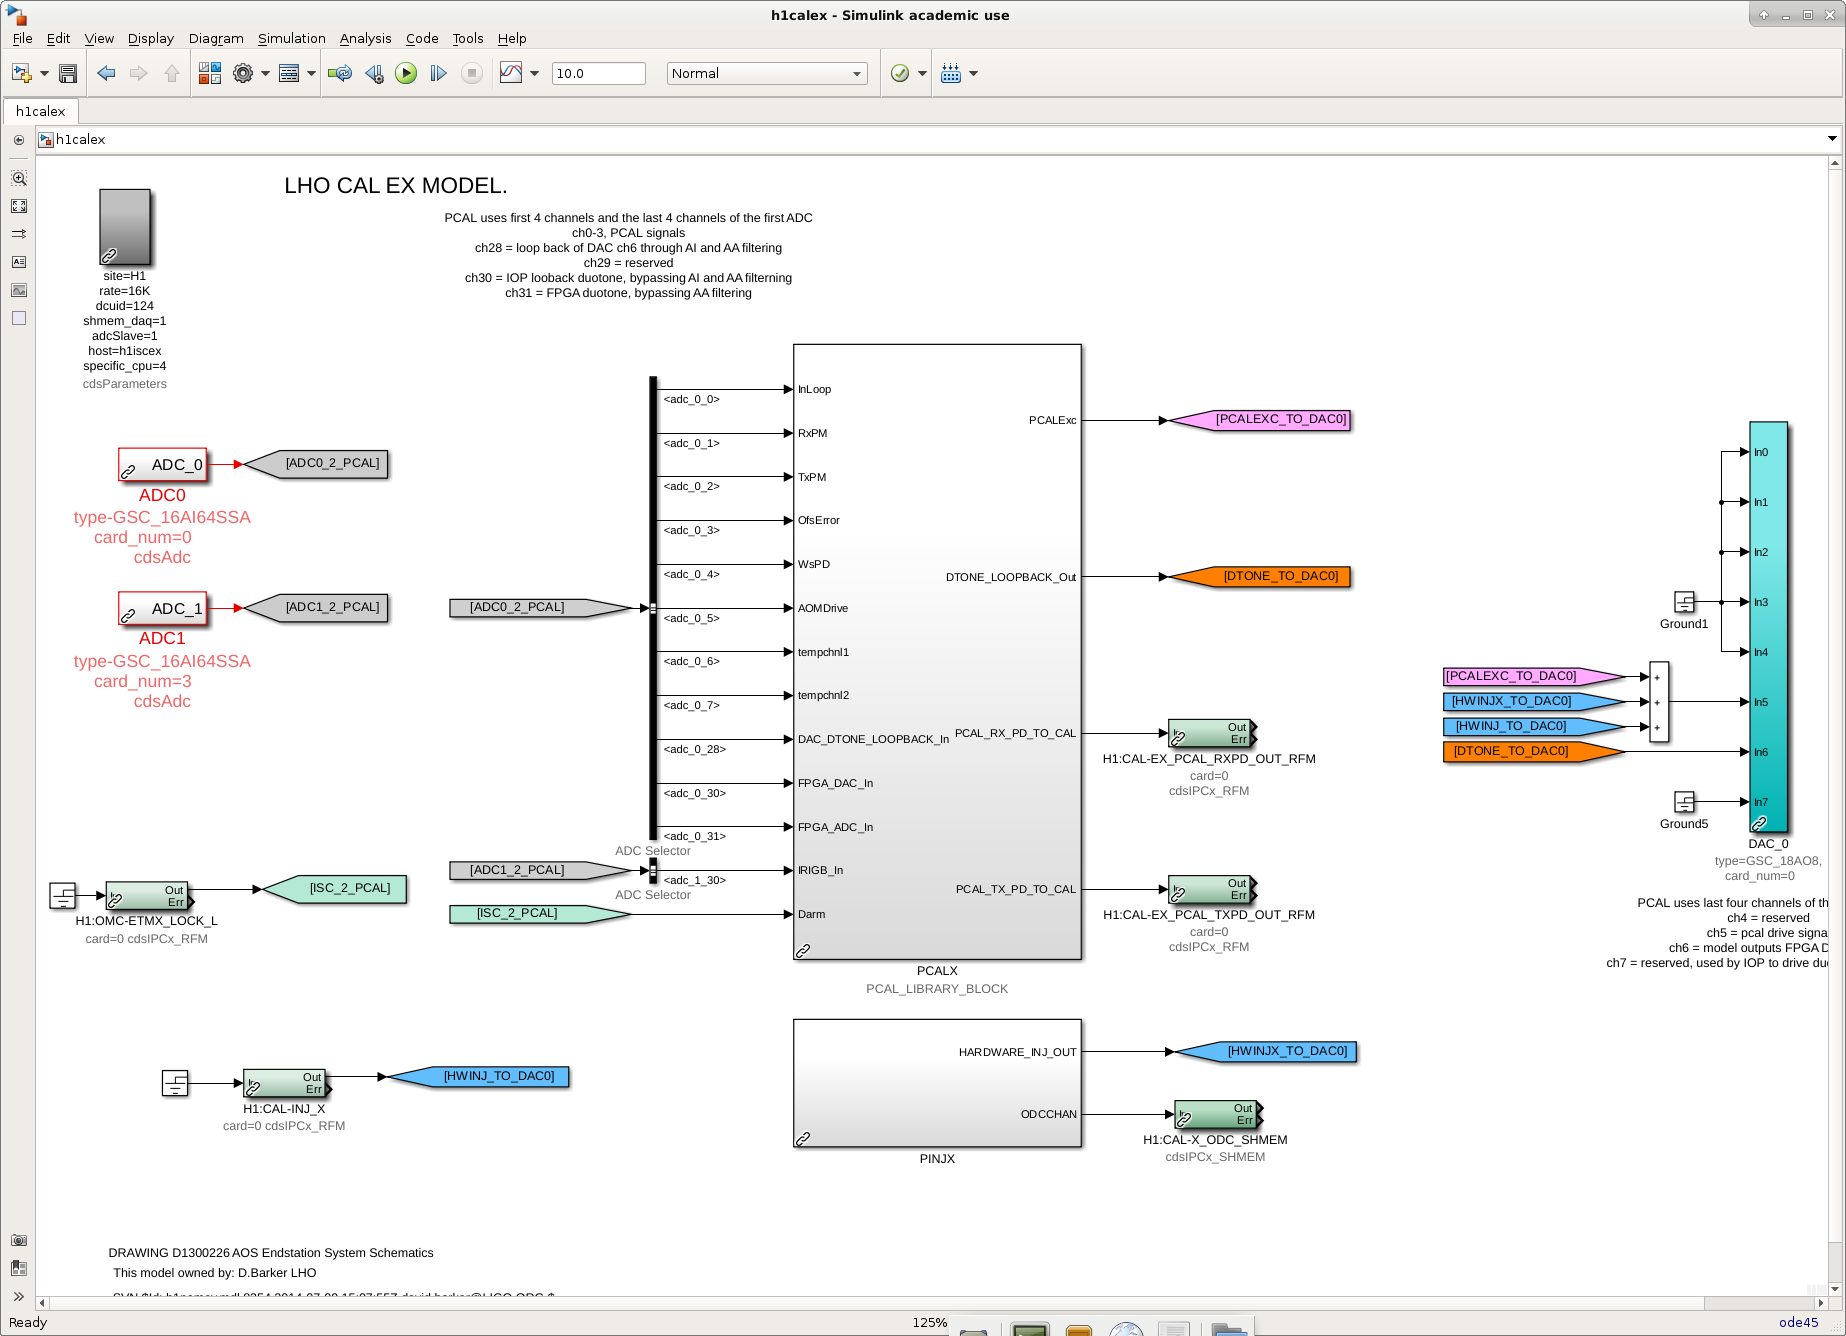 h1calex - Simulink academic use
File Edit View Display Diagram Simulation Analysis Code Tools Help
10.0
Normal
h1calex
h1calex
LHO CAL EX MODEL.
PCAL uses first 4 channels and the last 4 channels of the first ADC
ch0-3, PCAL signals
ch28 = loop back of DAC ch6 through AI and AA filtering
ch29 = reserved
ch30 = IOP looback duotone, bypassing AI and AA filterning
ch31 = FPGA duotone, bypassing AA filtering
site=H1
rate=16K
dcuid=124
shmem_daq=1
adcSlave=1
host=h1iscex
specific_cpu=4
cdsParameters
ADC_0
[ADC0_2_PCAL]
ADC0
type-GSC_16AI64SSA
card_num=0
cdsAdc
ADC_1
[ADC1_2_PCAL]
ADC1
type-GSC_16AI64SSA
card_num=3
cdsAdc
[ADC0_2_PCAL]
<adc_0_0>
<adc_0_1>
<adc_0_2>
<adc_0_3>
<adc_0_4>
<adc_0_5>
<adc_0_6>
<adc_0_7>
<adc_0_28>
<adc_0_30>
<adc_0_31>
ADC Selector
[ADC1_2_PCAL]
<adc_1_30>
ADC Selector
[ISC_2_PCAL]
InLoop
RxPM
TxPM
OfsError
WsPD
AOMDrive
tempchnl1
tempchnl2
DAC_DTONE_LOOPBACK_In
FPGA_DAC_In
FPGA_ADC_In
IRIGB_In
Darm
PCALExc
DTONE_LOOPBACK_Out
PCAL_RX_PD_TO_CAL
PCAL_TX_PD_TO_CAL
PCALX
PCAL_LIBRARY_BLOCK
[PCALEXC_TO_DAC0]
[DTONE_TO_DAC0]
Out
Err
H1:CAL-EX_PCAL_RXPD_OUT_RFM
card=0
cdsIPCx_RFM
Out
Err
H1:CAL-EX_PCAL_TXPD_OUT_RFM
card=0
cdsIPCx_RFM
In0
In1
In2
In3
In4
In5
In6
In7
Ground1
[PCALEXC_TO_DAC0]
[HWINJX_TO_DAC0]
[HWINJ_TO_DAC0]
[DTONE_TO_DAC0]
+
+
+
Ground5
DAC_0
type=GSC_18AO8,
card_num=0
PCAL uses last four channels of th
ch4 = reserved
ch5 = pcal drive signa
ch6 = model outputs FPGA D
ch7 = reserved, used by IOP to drive du
Out
Err
[ISC_2_PCAL]
H1:OMC-ETMX_LOCK_L
card=0 cdsIPCx_RFM
Out
Err
[HWINJ_TO_DAC0]
H1:CAL-INJ_X
card=0 cdsIPCx_RFM
HARDWARE_INJ_OUT
ODCCHAN
PINJX
[HWINJX_TO_DAC0]
Out
Err
H1:CAL-X_ODC_SHMEM
cdsIPCx_SHMEM
DRAWING D1300226 AOS Endstation System Schematics
This model owned by: D.Barker LHO
Ready
125%
ode45